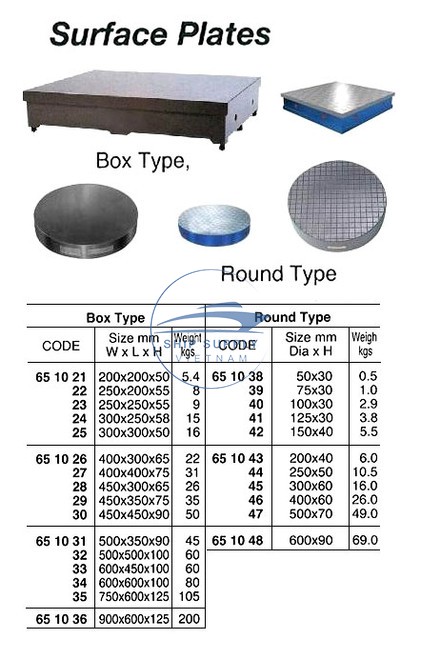 Surface Plates
Box Type,
Round Type
Box Type Round Type
CODE Size mm W x L x H Weight kgs CODE Size mm Dia x H Weigh kgs
SHIP SUPPLY
VIETNAM
65 10 21 200x200x50 5.4 65 10 38 50x30 0.5
22 250x200x55 8 39 75x30 1.0
23 250x250x55 9 40 100x30 2.9
24 300x250x58 15 41 125x30 3.8
25 300x300x50 16 42 150x40 5.5
65 10 26 400x300x65 22 65 10 43 200x40 6.0
27 400x400x75 31 44 250x50 10.5
28 450x300x65 26 45 300x60 16.0
29 450x350x75 35 46 400x60 26.0
30 450x450x90 50 47 500x70 49.0
65 10 31 500x350x90 45 65 10 48 600x90 69.0
32 500x500x100 60
33 600x450x100 60
34 600x600x100 80
35 750x600x125 105
65 10 36 900x600x125 200